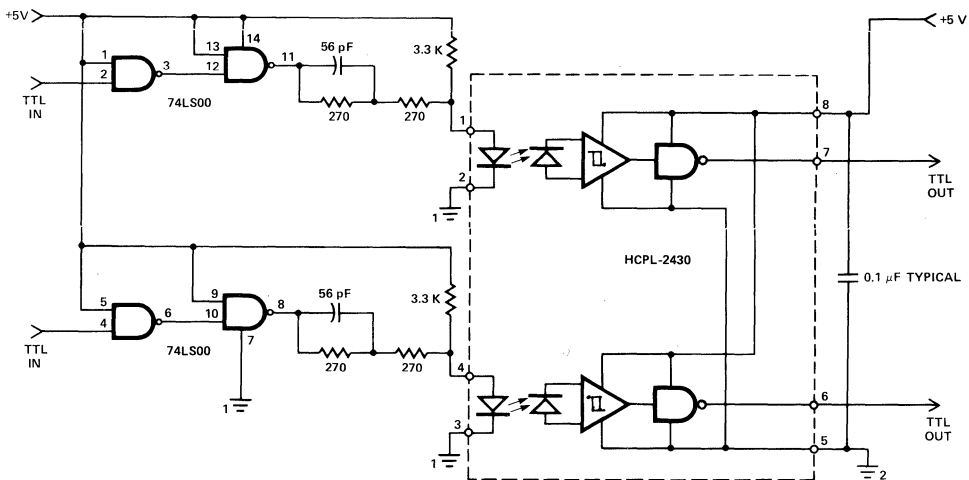 +5V
+5 V
14
13
12
11
56 pF
3.3 K
1
2
3
TTL
IN
74LS00
270
270
1
2
1
8
7
TTL
OUT
HCPL-2430
0.1 μF TYPICAL
5
4
6
9
10
8
7
56 pF
3.3 K
TTL
IN
74LS00
270
270
1
4
3
1
6
TTL
OUT
5
2